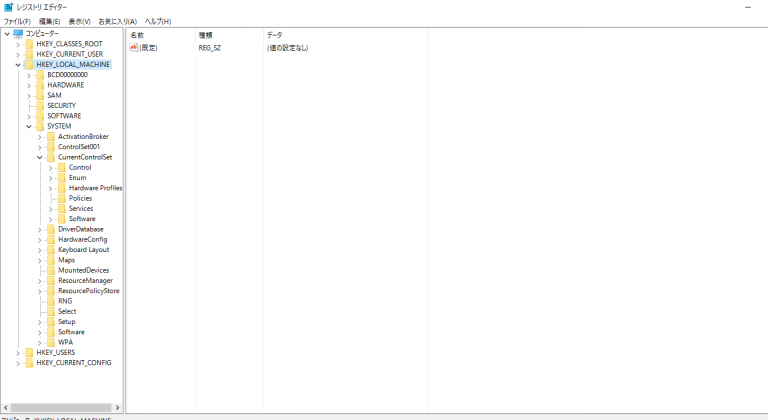 レジストリ エディター
ファイル(F) 編集(E) 表示(V) お気に入り(A) ヘルプ(H)
コンピューター
HKEY_CLASSES_ROOT
HKEY_CURRENT_USER
HKEY_LOCAL_MACHINE
BCD00000000
HARDWARE
SAM
SECURITY
SOFTWARE
SYSTEM
ActivationBroker
ControlSet001
CurrentControlSet
Control
Enum
Hardware Profiles
Policies
Services
Software
DriverDatabase
HardwareConfig
Keyboard Layout
Maps
MountedDevices
ResourceManager
ResourcePolicyStore
RNG
Select
Setup
Software
WPA
HKEY_USERS
HKEY_CURRENT_CONFIG
名前 種類 データ
(既定) REG_SZ (値の設定なし)